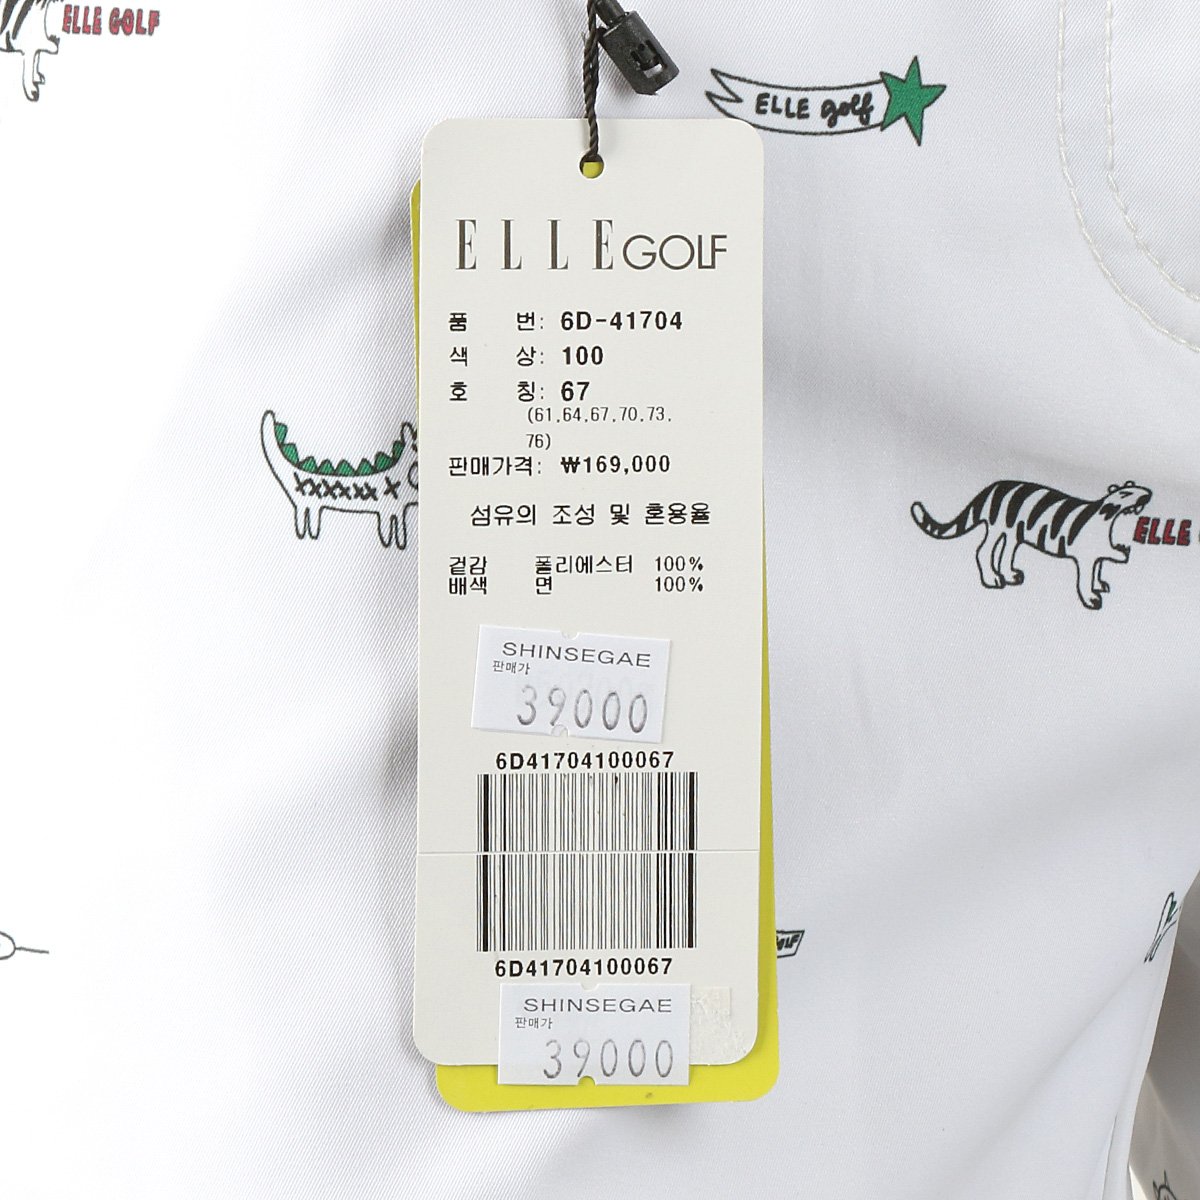 ELLE GOLF
ELLE golf
ELLE GOLF
품 번: 6D-41704
색 상: 100
호 칭: 67
(61,64,67,70,73,
76)
판매가격: ₩169,000
섬유의 조성 및 혼용율
겉감 폴리에스터 100%
배색 면 100%
ELLE
SHINSEGAE
판매가
39000
6D41704100067
6D41704100067
SHINSEGAE
판매가
39000